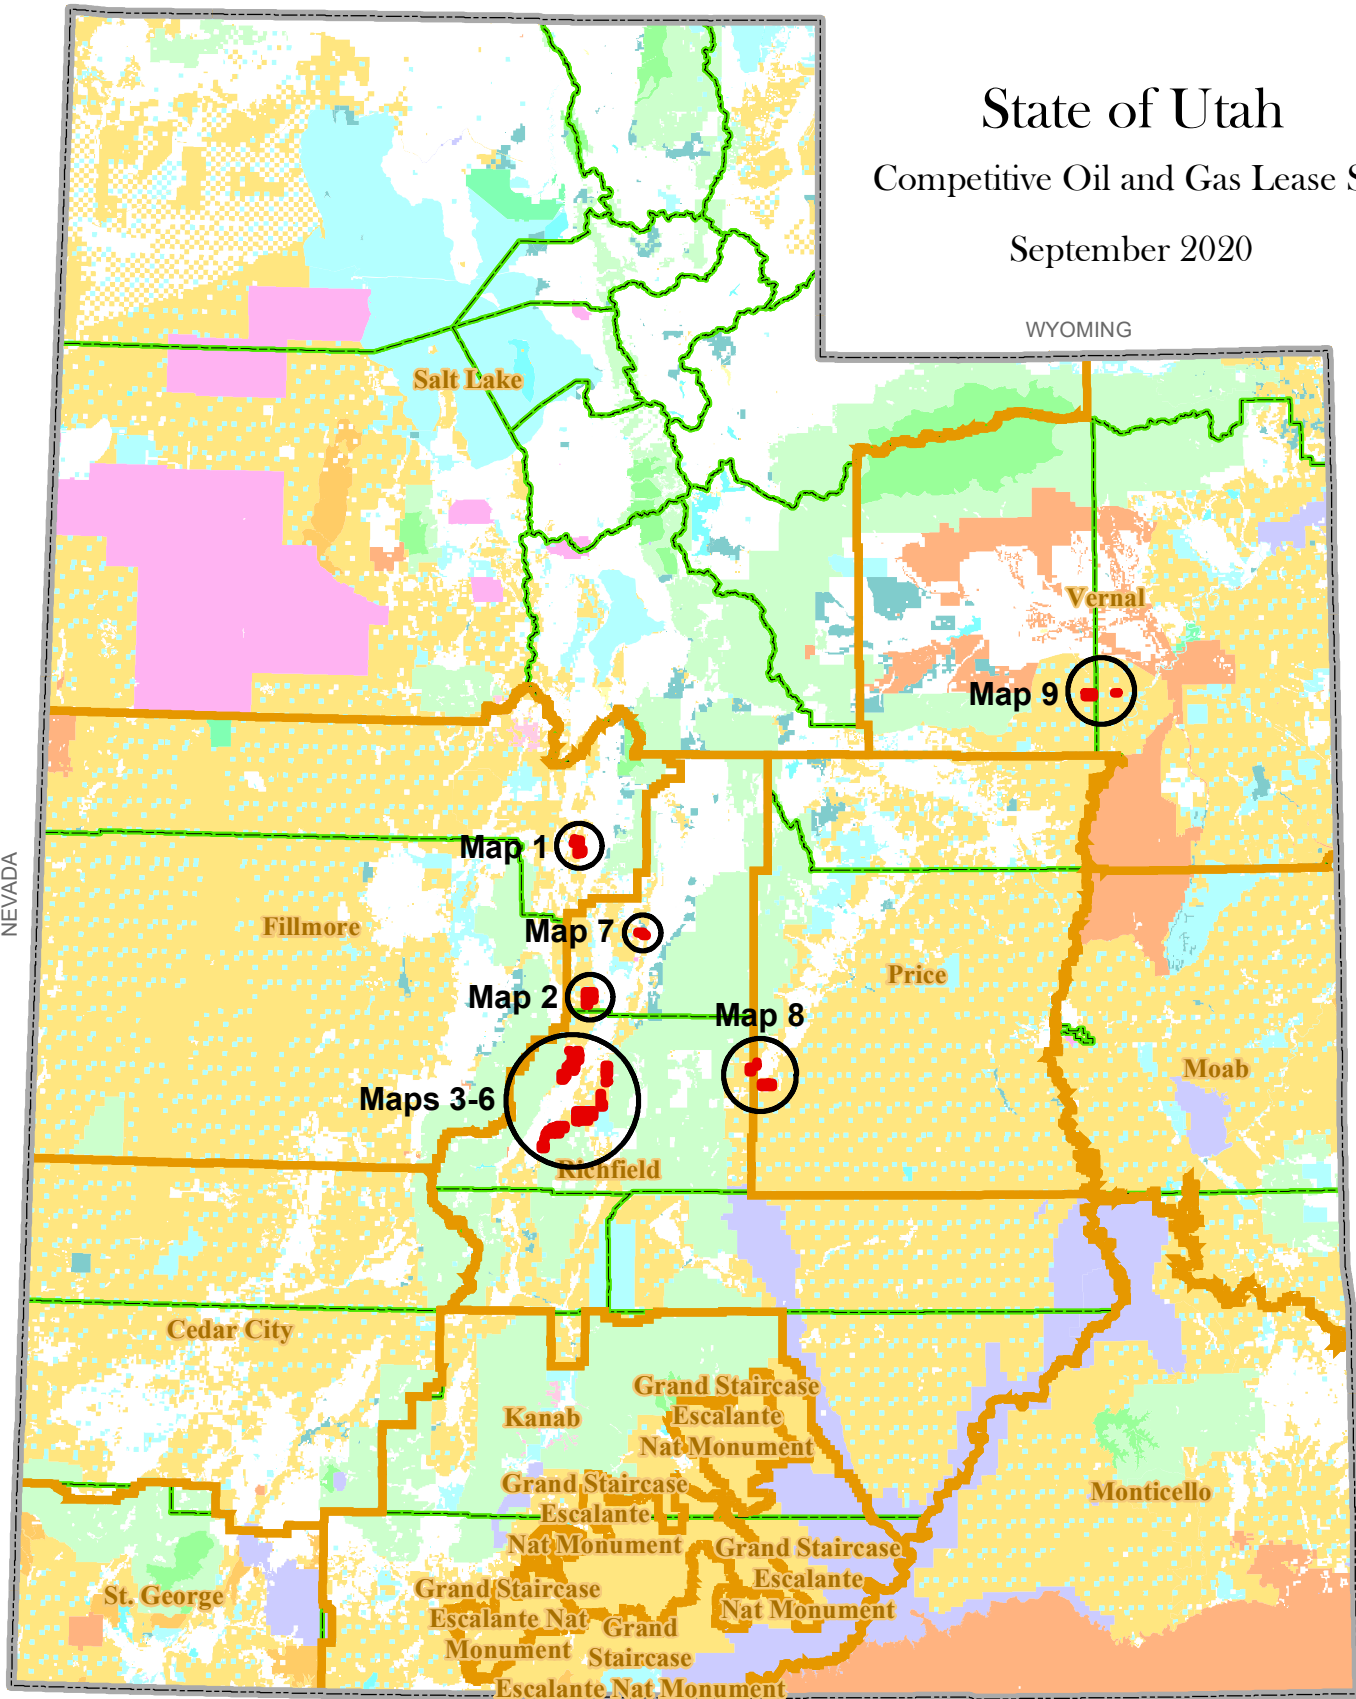 State of Utah
Competitive Oil and Gas Lease
September 2020
WYOMING
Salt Lake
Vernal
Map 9
NEVADA
Map 1
Fillmore
Map 7
Price
Map 2
Map 8
Moab
Maps 3-6
Richfield
Cedar City
Grand Staircase
Escalante
Nat Monument
Kanab
Grand Staircase
Escalante
Nat Monument
Monticello
Grand Staircase
Escalante
Nat Monument
St. George
Grand Staircase
Escalante Nat
Monument
Grand
Staircase
Escalante Nat Monument